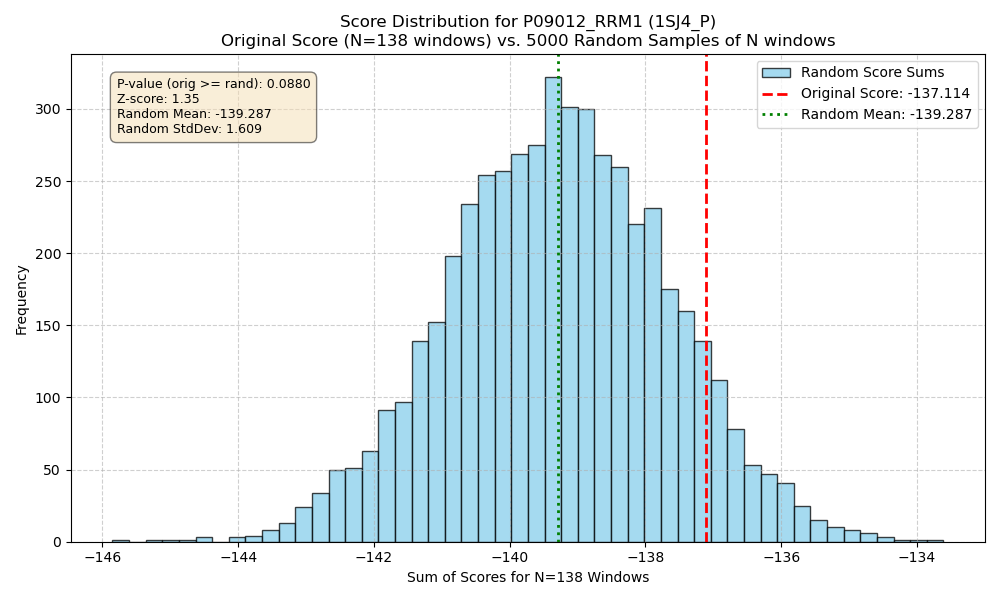 Score Distribution for P09012_RRM1 (1SJ4_P)
Original Score (N=138 windows) vs. 5000 Random Samples of N windows
P-value (orig >= rand): 0.0880
Z-score: 1.35
Random Mean: -139.287
Random StdDev: 1.609
Random Score Sums
Original Score: -137.114
Random Mean: -139.287
Frequency
300
250
200
150
100
50
0
−146
−144
−142
−140
−138
−136
−134
Sum of Scores for N=138 Windows